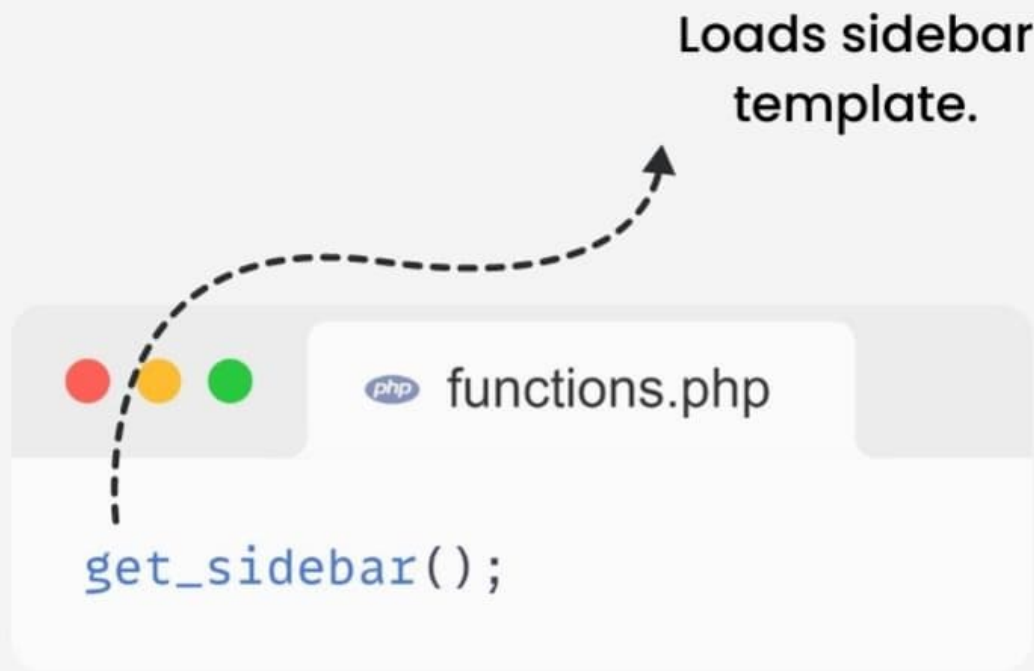 Loads sidebar
template.
php functions.php
get_sidebar();